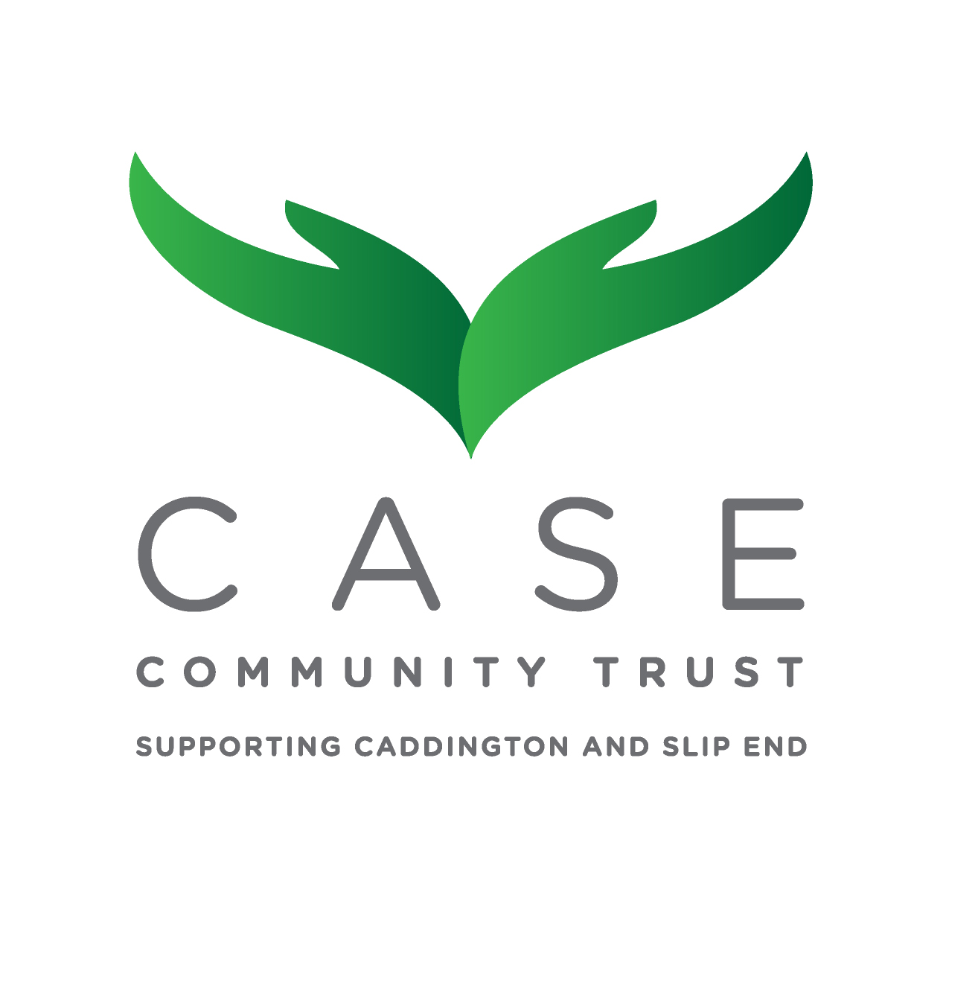 CASE
COMMUNITY TRUST
SUPPORTING CADDINGTON AND SLIP END